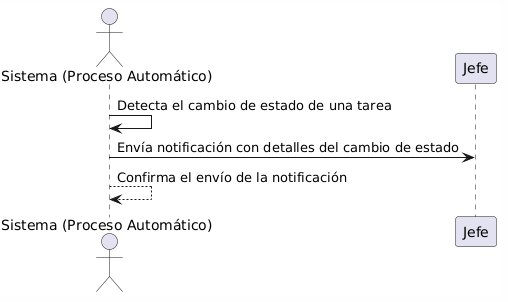 Sistema (Proceso Automático)
Jefe
Detecta el cambio de estado de una tarea
Envía notificación con detalles del cambio de estado
Confirma el envío de la notificación
Sistema (Proceso Automático)
Jefe